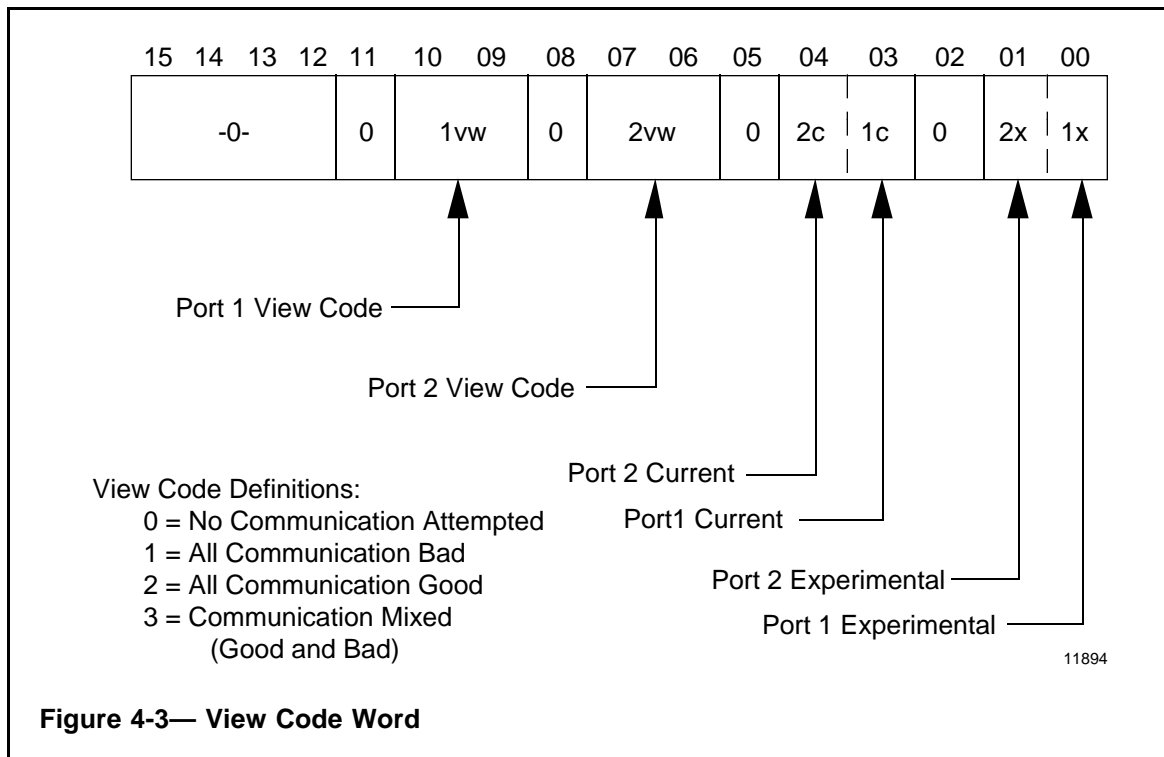 15 14 13 12 11 10 09 08 07 06 05 04 03 02 01 00
-0- 0 1vw 0 2vw 0 2c 1c 0 2x 1x
Port 1 View Code
Port 2 View Code
Port 2 Current
Port1 Current
Port 2 Experimental
Port 1 Experimental
View Code Definitions:
0 = No Communication Attempted
1 = All Communication Bad
2 = All Communication Good
3 = Communication Mixed
(Good and Bad)
11894
Figure 4-3— View Code Word